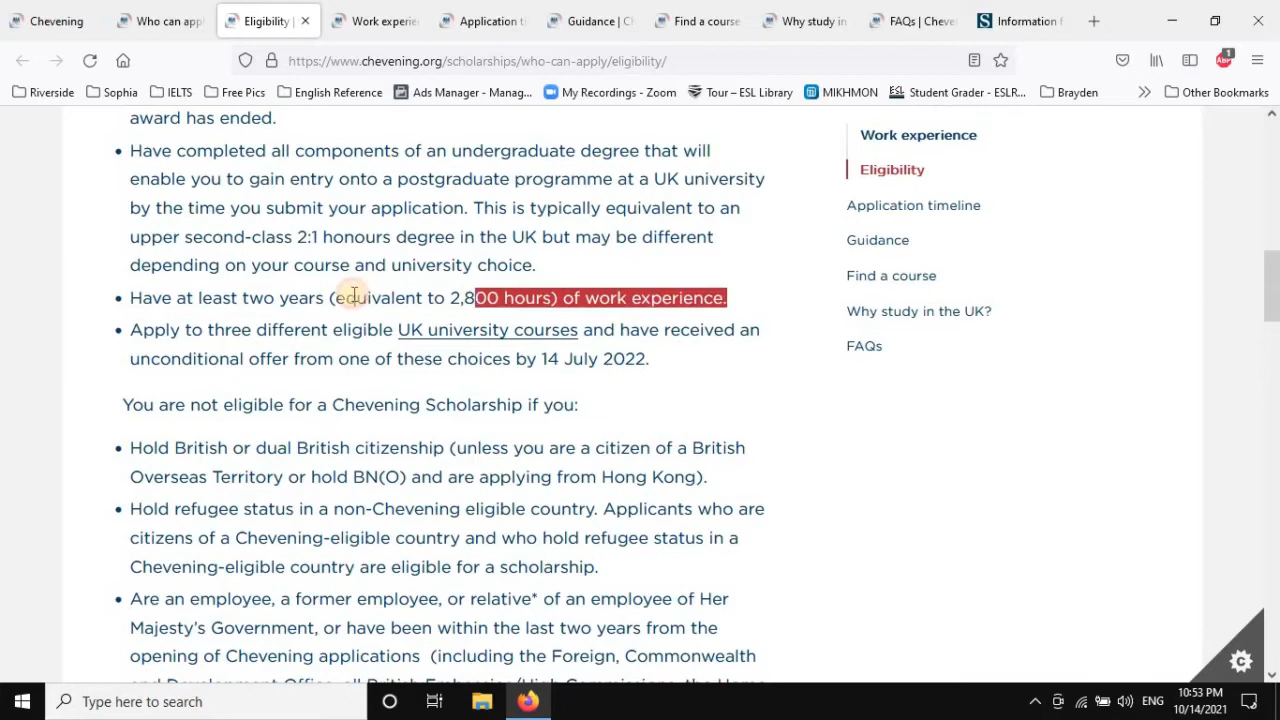 Chevening
Who can appl
Eligibility |
Work experie
Application t
Guidance | Ch
Find a course
Why study in
FAQs | Cheve
Information f
https://www.chevening.org/scholarships/who-can-apply/eligibility/
Riverside
Sophia
IELTS
Free Pics
English Reference
Ads Manager - Manag...
My Recordings - Zoom
Tour – ESL Library
MIKHMON
ESL Student Grader - ESLR...
Brayden
Other Bookmarks
award has ended.
Have completed all components of an undergraduate degree that will
enable you to gain entry onto a postgraduate programme at a UK university
by the time you submit your application. This is typically equivalent to an
upper second-class 2:1 honours degree in the UK but may be different
depending on your course and university choice.
Have at least two years (equivalent to 2,800 hours) of work experience.
Apply to three different eligible UK university courses and have received an
unconditional offer from one of these choices by 14 July 2022.
You are not eligible for a Chevening Scholarship if you:
Hold British or dual British citizenship (unless you are a citizen of a British
Overseas Territory or hold BN(O) and are applying from Hong Kong).
Hold refugee status in a non-Chevening eligible country. Applicants who are
citizens of a Chevening-eligible country and who hold refugee status in a
Chevening-eligible country are eligible for a scholarship.
Are an employee, a former employee, or relative* of an employee of Her
Majesty's Government, or have been within the last two years from the
opening of Chevening applications (including the Foreign, Commonwealth
Work experience
Eligibility
Application timeline
Guidance
Find a course
Why study in the UK?
FAQs
Type here to search
ENG
10:53 PM
10/14/2021